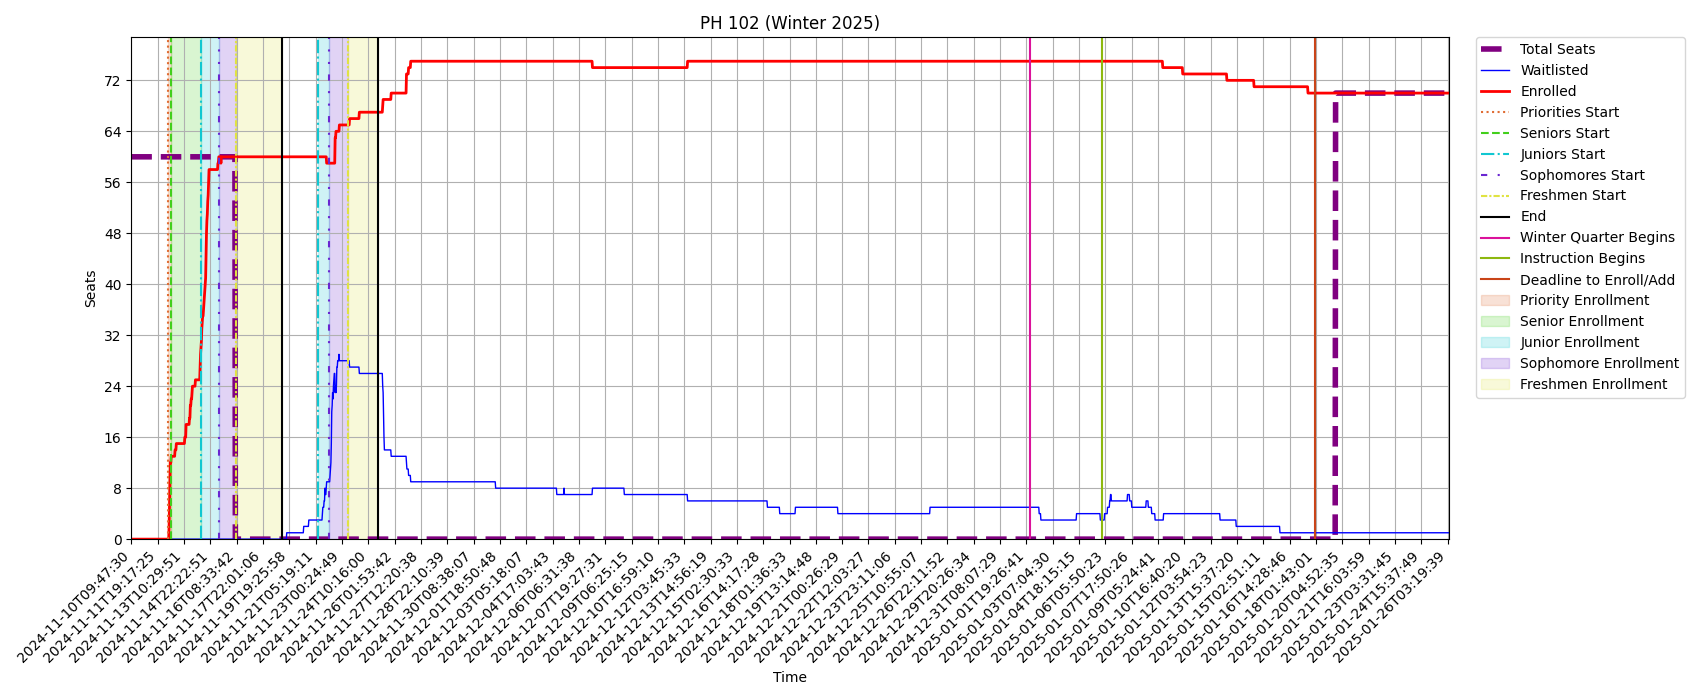 PH 102 (Winter 2025)
Seats
72
64
56
48
40
32
24
16
8
0
2024-11-10T09:47:30
2024-11-11T19:17:25
2024-11-13T10:29:51
2024-11-14T22:22:51
2024-11-16T08:33:42
2024-11-17T22:01:06
2024-11-19T19:25:58
2024-11-21T05:19:11
2024-11-23T00:24:49
2024-11-24T10:16:00
2024-11-26T01:53:42
2024-11-27T12:20:38
2024-11-28T22:10:39
2024-11-30T08:38:07
2024-12-01T18:50:48
2024-12-03T05:18:07
2024-12-04T17:03:43
2024-12-06T06:31:38
2024-12-07T19:27:31
2024-12-09T06:25:15
2024-12-10T16:59:10
2024-12-12T03:45:33
2024-12-13T14:56:19
2024-12-15T02:30:33
2024-12-16T14:17:28
2024-12-18T01:36:33
2024-12-19T13:14:48
2024-12-21T00:26:29
2024-12-22T12:03:27
2024-12-23T23:11:06
2024-12-25T10:55:07
2024-12-26T22:11:52
2024-12-29T20:26:34
2024-12-31T08:07:29
2025-01-01T19:26:41
2025-01-03T07:04:30
2025-01-04T18:15:15
2025-01-06T05:50:23
2025-01-07T17:50:26
2025-01-09T05:24:41
2025-01-10T16:40:20
2025-01-12T03:54:23
2025-01-13T15:37:20
2025-01-15T02:51:11
2025-01-16T14:28:46
2025-01-18T01:43:01
2025-01-20T04:52:35
2025-01-21T16:03:59
2025-01-23T03:31:45
2025-01-24T15:37:49
2025-01-26T03:19:39
Time
Total Seats
Waitlisted
Enrolled
Priorities Start
Seniors Start
Juniors Start
Sophomores Start
Freshmen Start
End
Winter Quarter Begins
Instruction Begins
Deadline to Enroll/Add
Priority Enrollment
Senior Enrollment
Junior Enrollment
Sophomore Enrollment
Freshmen Enrollment